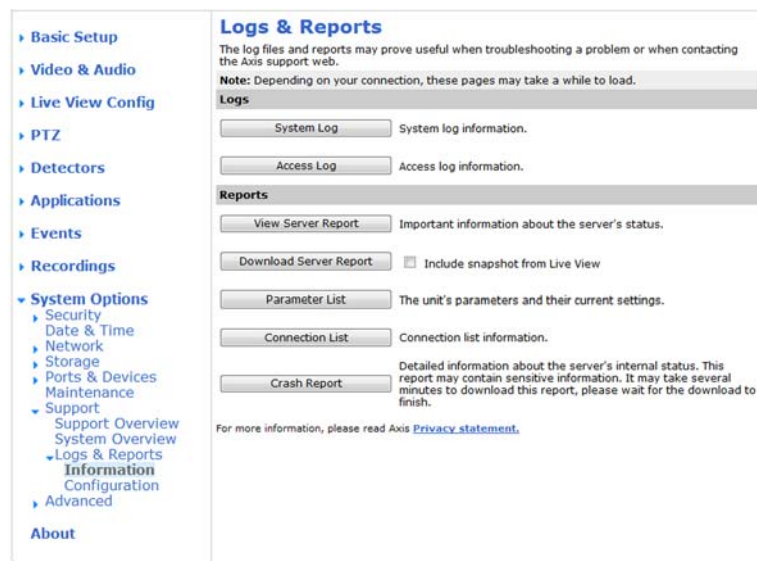 Basic Setup
Video & Audio
Live View Config
PTZ
Detectors
Applications
Events
Recordings
System Options
Security
Date & Time
Network
Storage
Ports & Devices
Maintenance
Support
Support Overview
System Overview
Logs & Reports
Information
Configuration
Advanced
About
Logs & Reports
The log files and reports may prove useful when troubleshooting a problem or when contacting
the Axis support web.
Note: Depending on your connection, these pages may take a while to load.
Logs
System Log System log information.
Access Log Access log information.
Reports
View Server Report Important information about the server's status.
Download Server Report Include snapshot from Live View
Parameter List The unit's parameters and their current settings.
Connection List Connection list information.
Crash Report Detailed information about the server's internal status. This
report may contain sensitive information. It may take several
minutes to download this report, please wait for the download to
finish.
For more information, please read Axis Privacy statement.